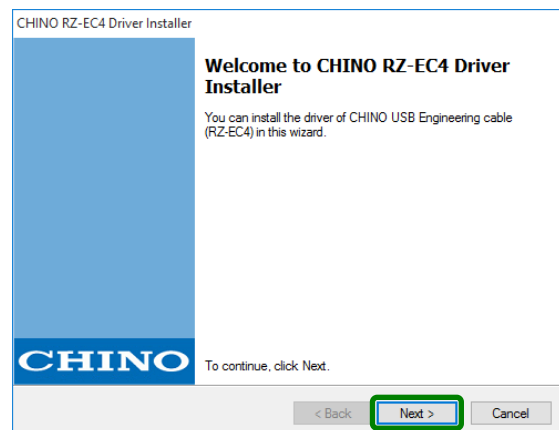 CHINO RZ-EC4 Driver Installer
Welcome to CHINO RZ-EC4 Driver
Installer
You can install the driver of CHINO USB Engineering cable
(RZ-EC4) in this wizard.
CHINO
To continue, click Next.
< Back
Next >
Cancel